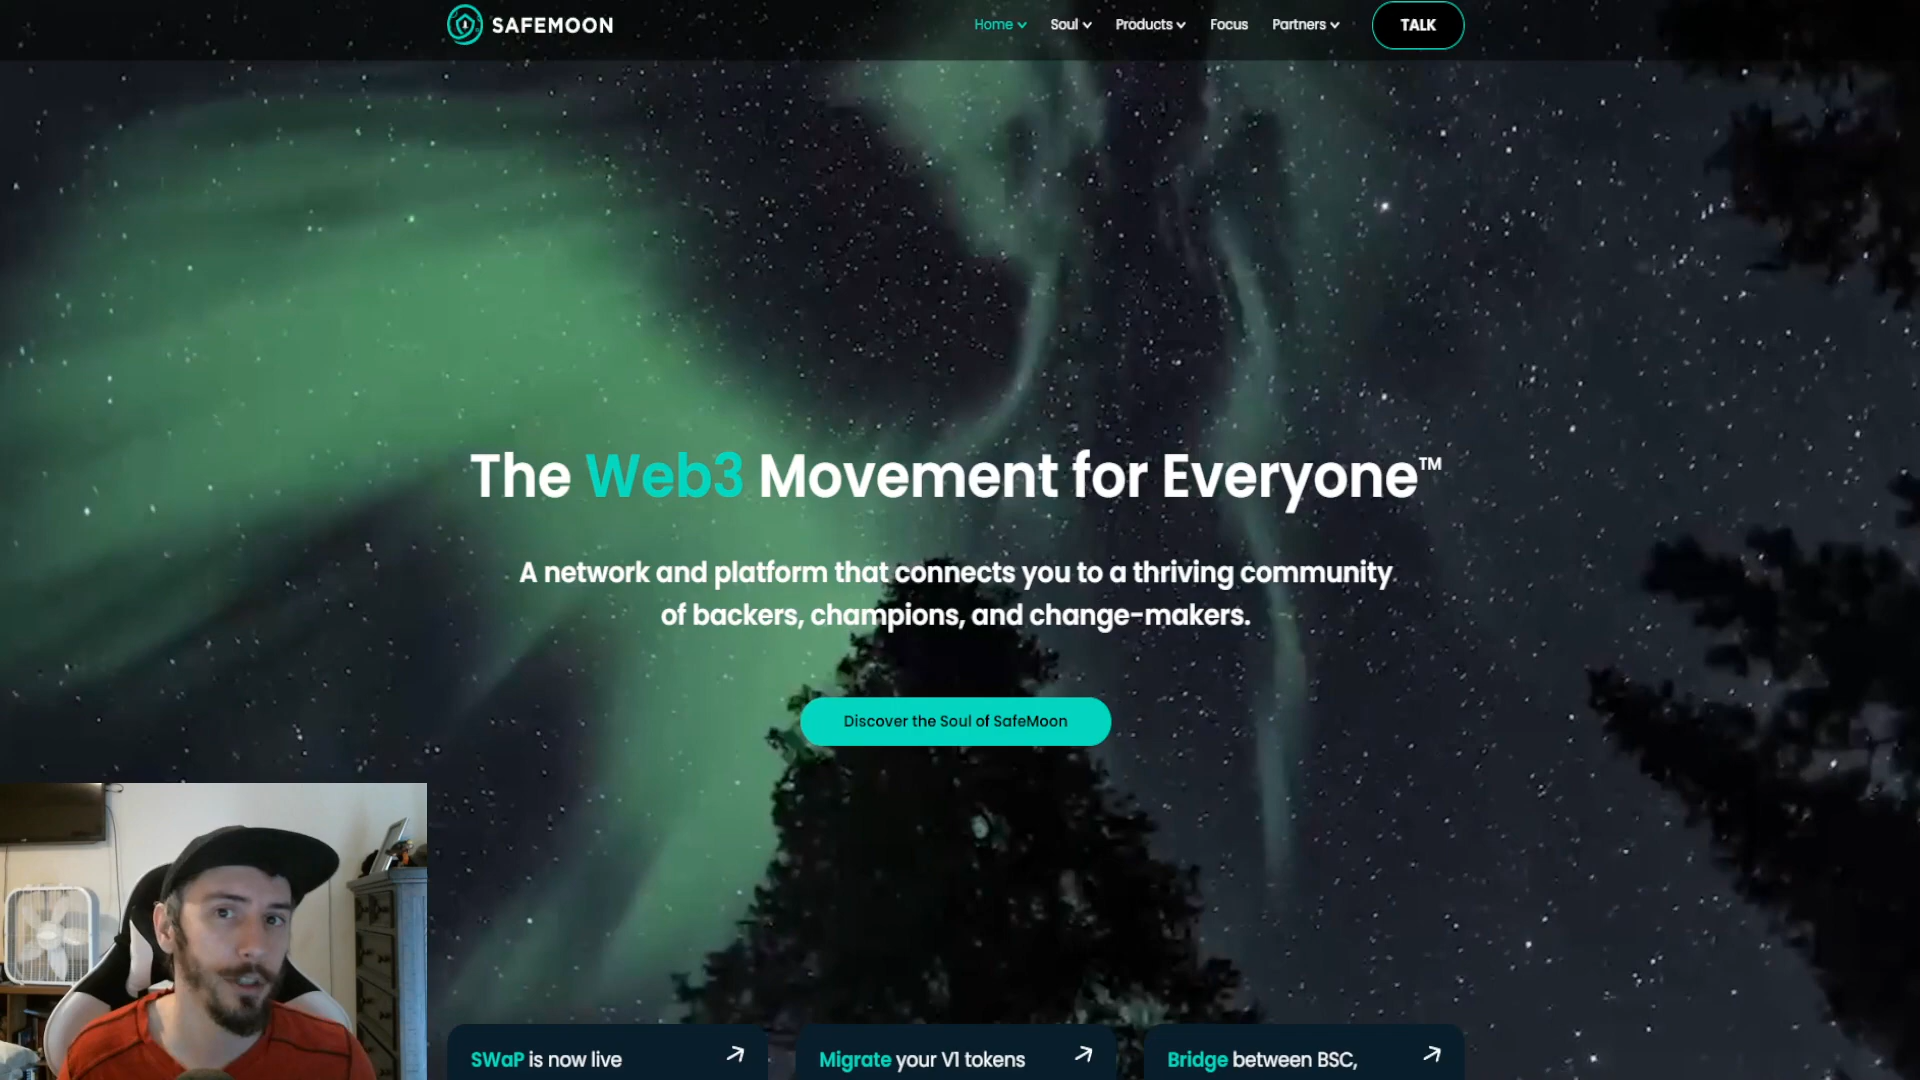 SAFEMOON
Home Soul Products Focus Partners TALK
The Web3 Movement for Everyone™
A network and platform that connects you to a thriving community
of backers, champions, and change-makers.
Discover the Soul of SafeMoon
SWaP is now live
Migrate your V1 tokens
Bridge between BSC,